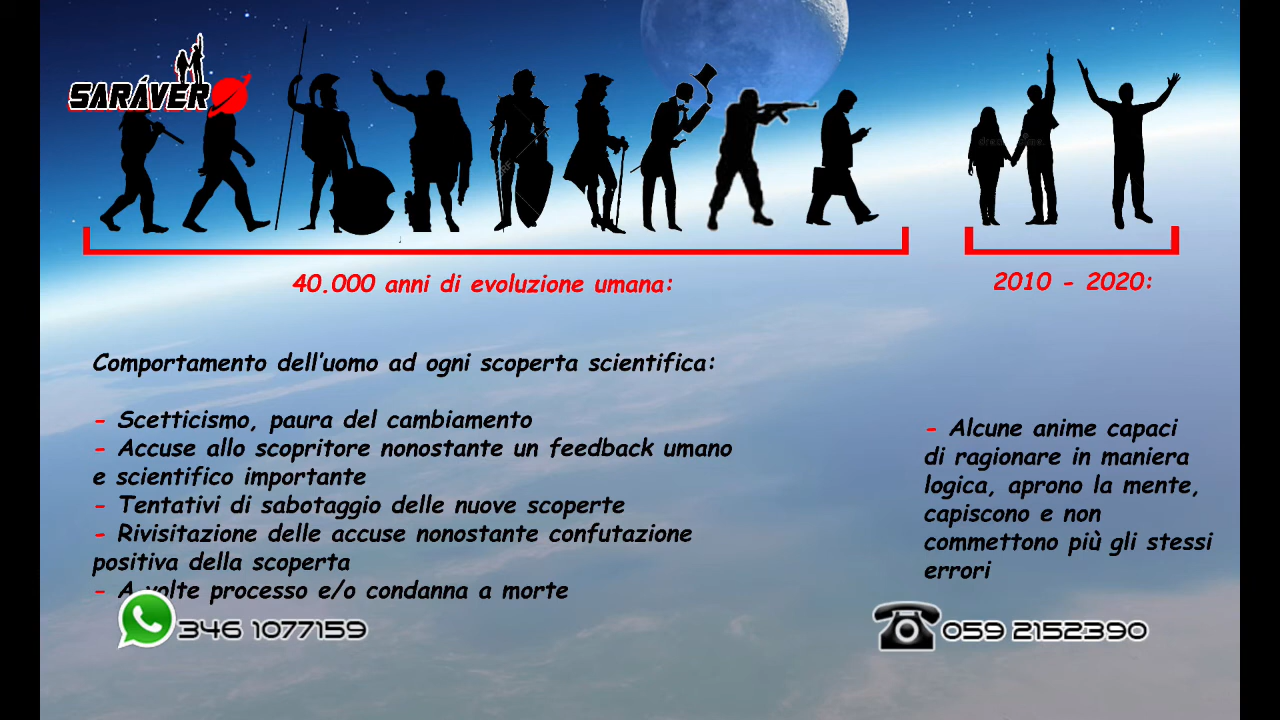 SARÁVERO
40.000 anni di evoluzione umana:
2010 - 2020:
Comportamento dell'uomo ad ogni scoperta scientifica:
- Scetticismo, paura del cambiamento
- Accuse allo scopritore nonostante un feedback umano
e scientifico importante
- Tentativi di sabotaggio delle nuove scoperte
- Rivisitazione delle accuse nonostante confutazione
positiva della scoperta
- A volte processo e/o condanna a morte
- Alcune anime capaci
di ragionare in maniera
logica, aprono la mente,
capiscono e non
commettono più gli stessi
errori
346 1077159
059 2152390